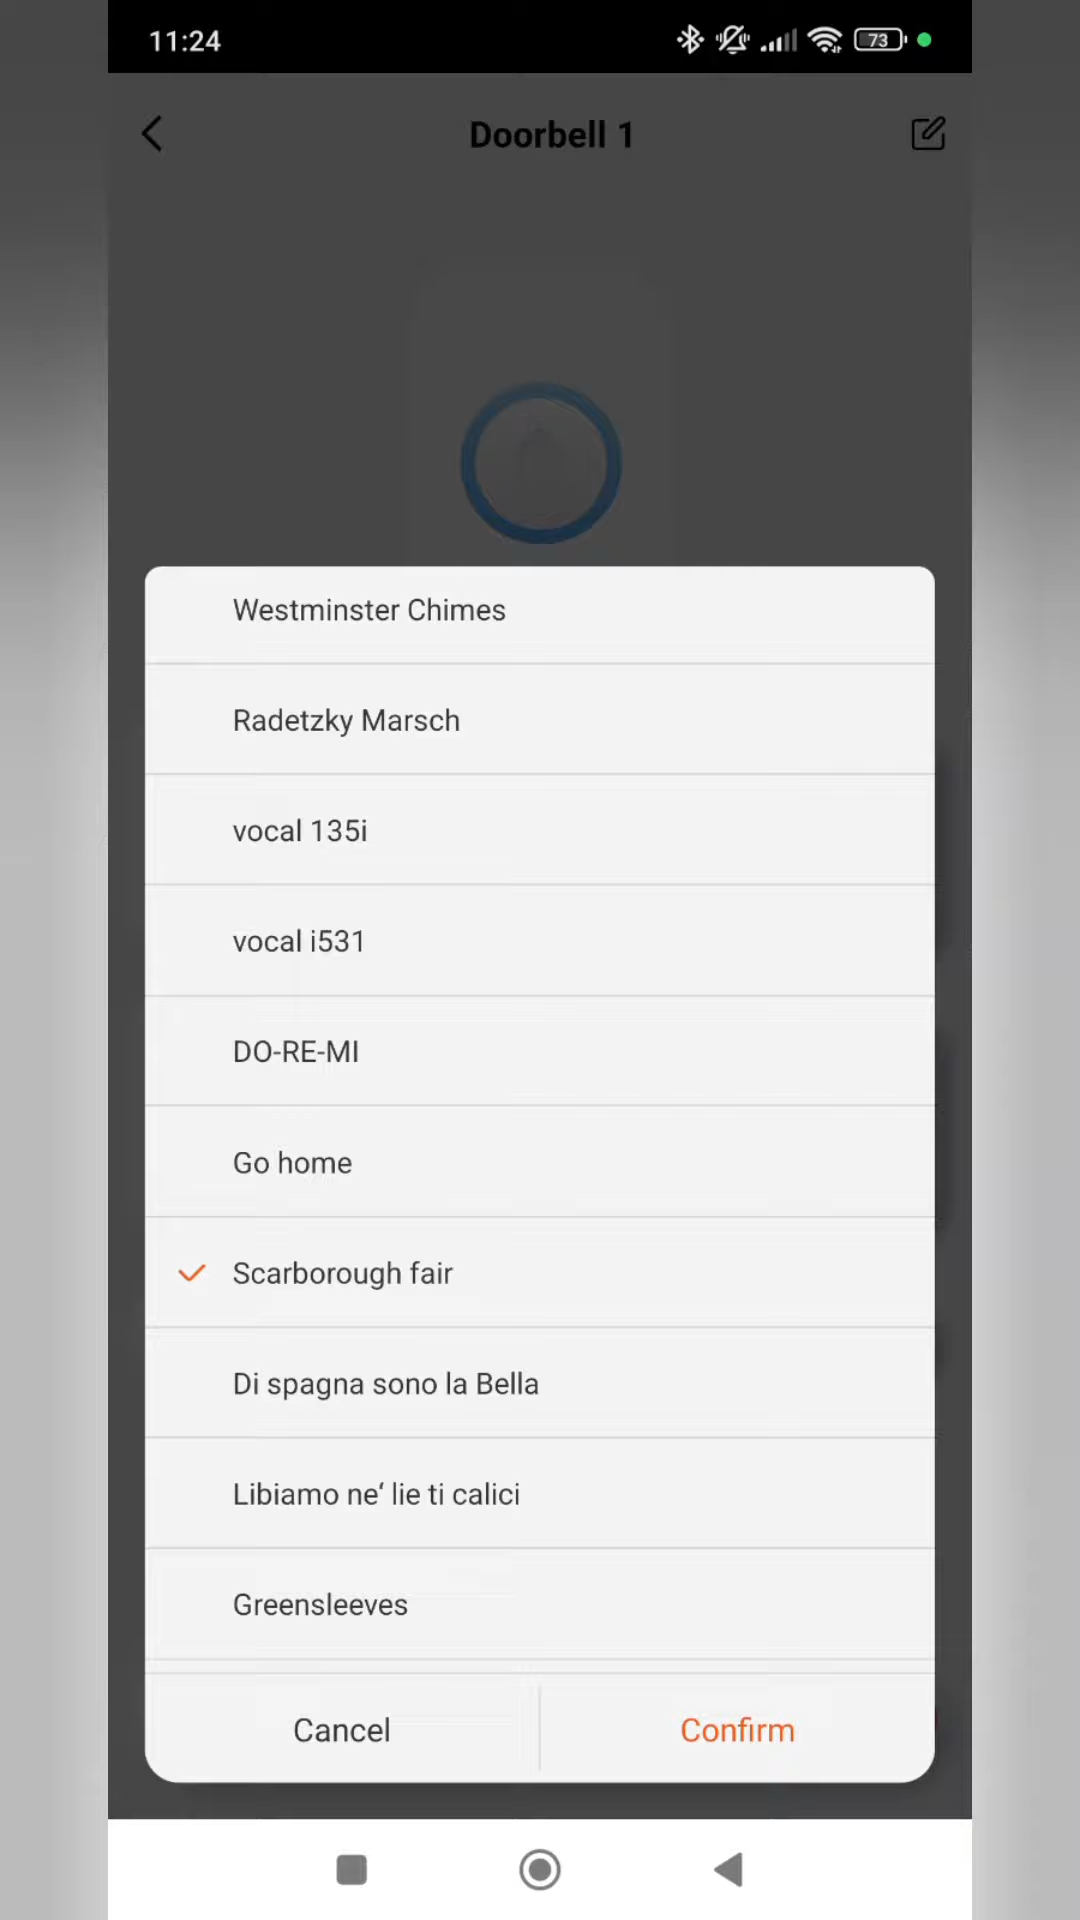 11:24
73
Doorbell 1
Westminster Chimes
Radetzky Marsch
vocal 135i
vocal i531
DO-RE-MI
Go home
Scarborough fair
Di spagna sono la Bella
Libiamo ne‘ lie ti calici
Greensleeves
Cancel
Confirm